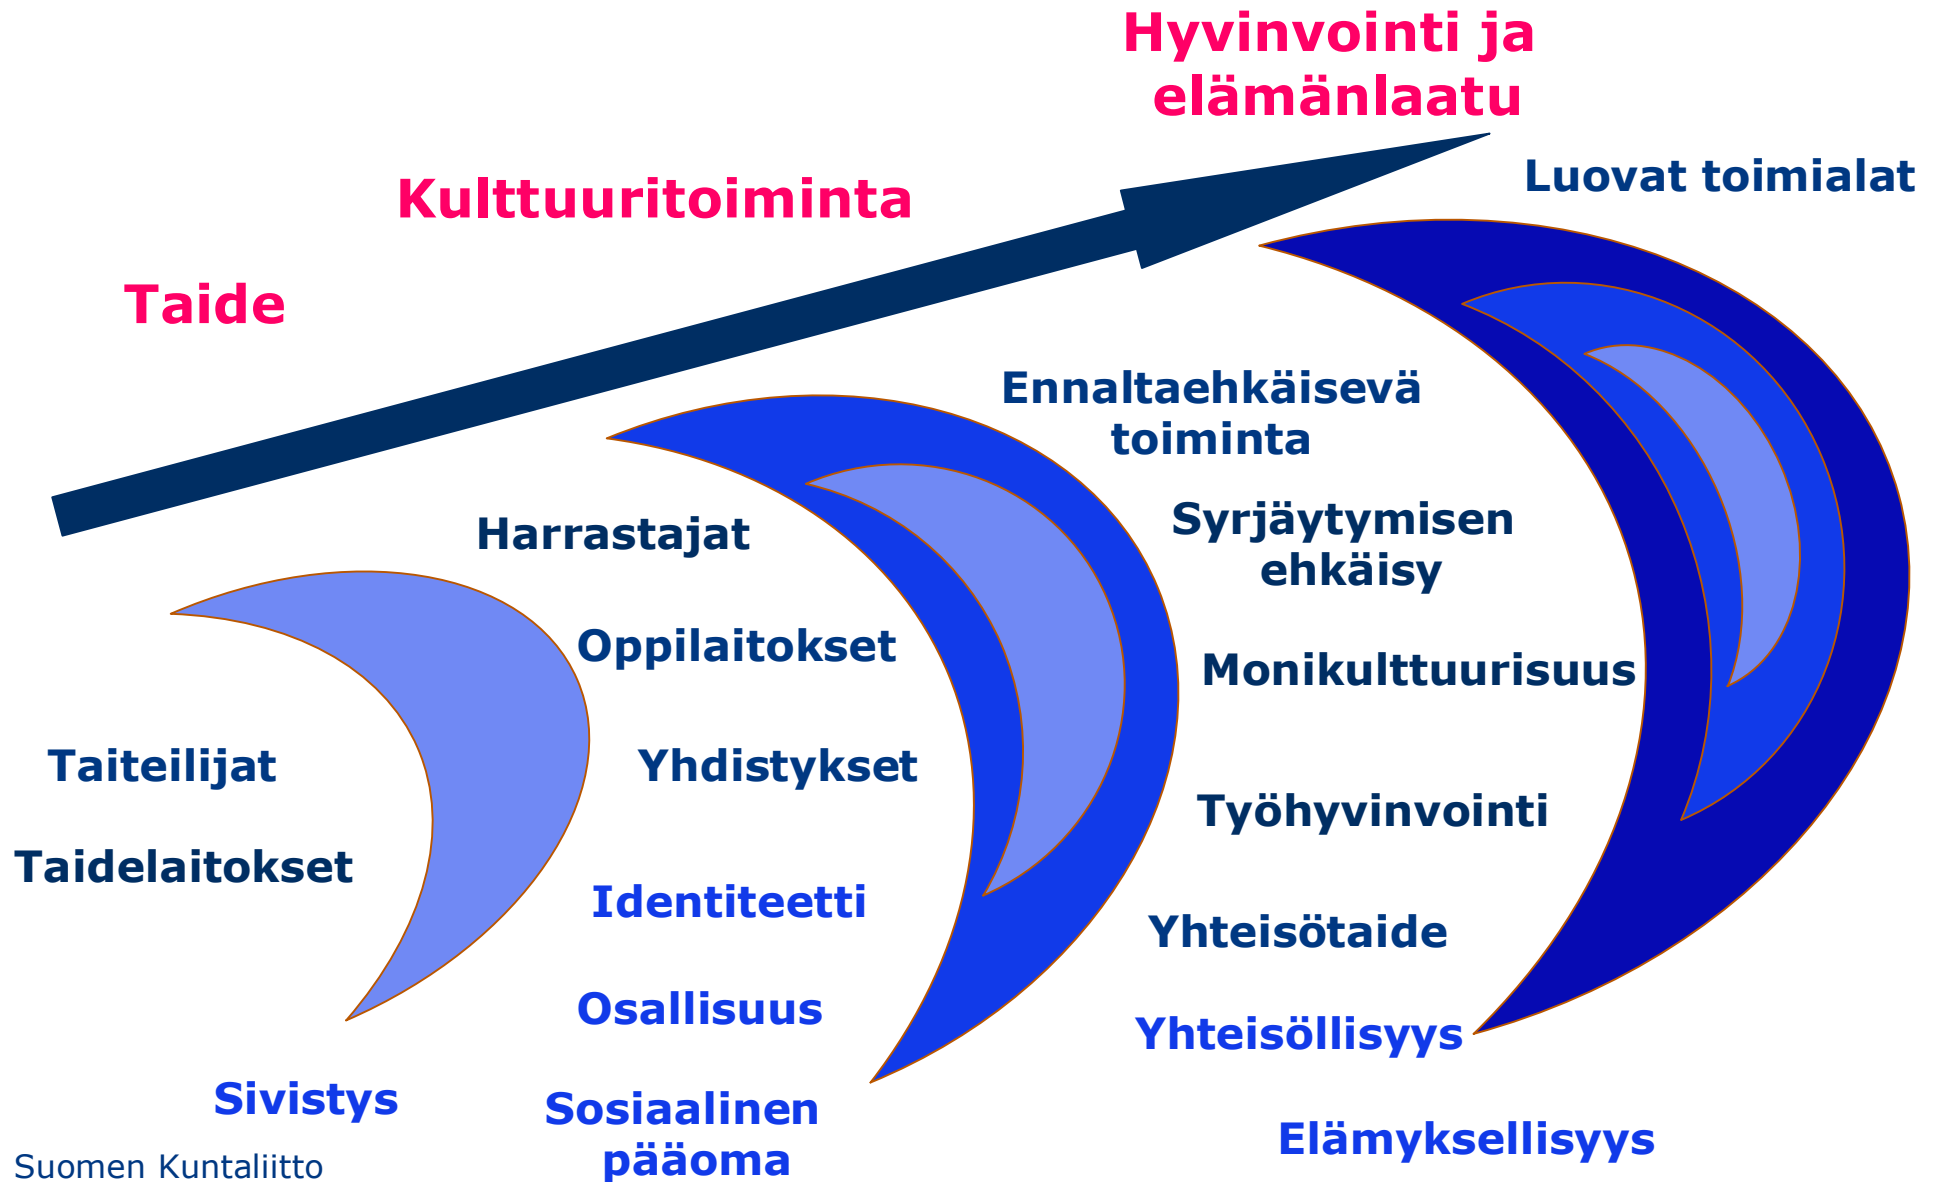 Hyvinvointi ja
elämänlaatu
Kulttuuritoiminta
Taide
Luovat toimialat
Ennaltaehkäisevä
toiminta
Syrjäytymisen
ehkäisy
Monikulttuurisuus
Työhyvinvointi
Yhteisötaide
Yhteisöllisyys
Elämyksellisyys
Harrastajat
Oppilaitokset
Yhdistykset
Identiteetti
Osallisuus
Sosiaalinen
pääoma
Taiteilijat
Taidelaitokset
Sivistys
Suomen Kuntaliitto